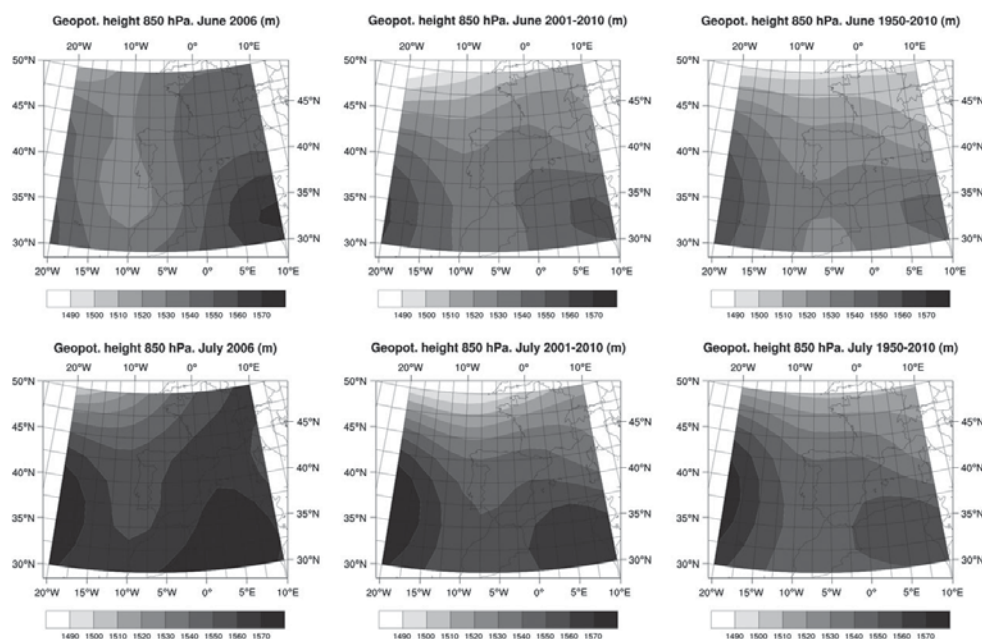 Geopot. height 850 hPa. June 2006 (m)
20°W 10°W 0° 10°E
50°N
45°N 45°N
40°N 40°N
35°N 35°N
30°N 30°N
20°W 15°W 10°W 5°W 0° 5°E 10°E
1490 1500 1510 1520 1530 1540 1550 1560 1570
Geopot. height 850 hPa. June 2001-2010 (m)
20°W 10°W 0° 10°E
50°N
45°N 45°N
40°N 40°N
35°N 35°N
30°N 30°N
20°W 15°W 10°W 5°W 0° 5°E 10°E
1490 1500 1510 1520 1530 1540 1550 1560 1570
Geopot. height 850 hPa. June 1950-2010 (m)
20°W 10°W 0° 10°E
50°N
45°N 45°N
40°N 40°N
35°N 35°N
30°N 30°N
20°W 15°W 10°W 5°W 0° 5°E 10°E
1490 1500 1510 1520 1530 1540 1550 1560 1570
Geopot. height 850 hPa. July 2006 (m)
20°W 10°W 0° 10°E
50°N
45°N 45°N
40°N 40°N
35°N 35°N
30°N 30°N
20°W 15°W 10°W 5°W 0° 5°E 10°E
1490 1500 1510 1520 1530 1540 1550 1560 1570
Geopot. height 850 hPa. July 2001-2010 (m)
20°W 10°W 0° 10°E
50°N
45°N 45°N
40°N 40°N
35°N 35°N
30°N 30°N
20°W 15°W 10°W 5°W 0° 5°E 10°E
1490 1500 1510 1520 1530 1540 1550 1560 1570
Geopot. height 850 hPa. July 1950-2010 (m)
20°W 10°W 0° 10°E
50°N
45°N 45°N
40°N 40°N
35°N 35°N
30°N 30°N
20°W 15°W 10°W 5°W 0° 5°E 10°E
1490 1500 1510 1520 1530 1540 1550 1560 1570